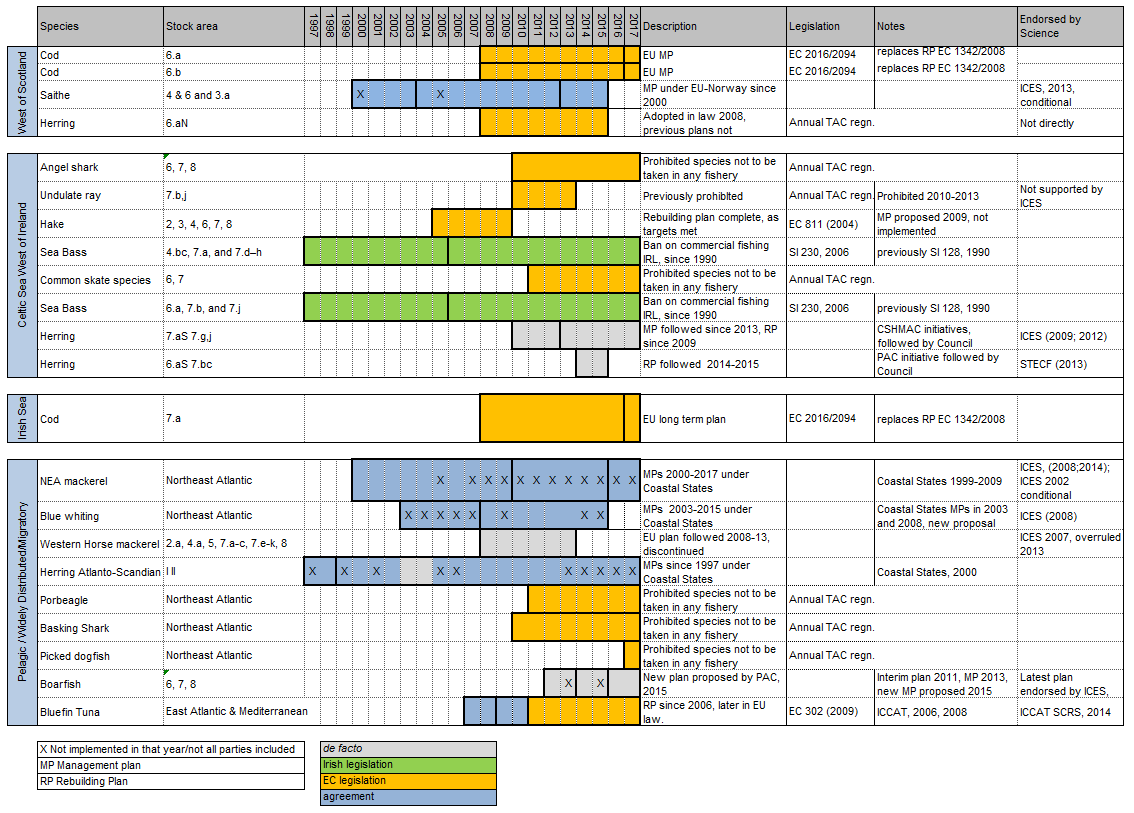 Species Stock area 1997 1998 1999 2000 2001 2002 2003 2004 2005 2006 2007 2008 2009 2010 2011 2012 2013 2014 2015 2016 2017 Description Legislation Notes Endorsed by
Science
West of Scotland
Cod 6.a EU MP EC 2016/2094 replaces RP EC 1342/2008
Cod 6.b EU MP EC 2016/2094 replaces RP EC 1342/2008
Saithe 4 & 6 and 3.a X X MP under EU-Norway since
2000
ICES, 2013,
conditional
Herring 6.aN Adopted in law 2008,
previous plans not
Annual TAC regn. Not directly
Celtic Sea West of Ireland
Angel shark 6, 7, 8 Prohibited species not to be
taken in any fishery
Annual TAC regn.
Undulate ray 7.b,j Previously prohibited Annual TAC regn. Prohibited 2010-2013 Not supported by
ICES
Hake 2, 3, 4, 6, 7, 8 Rebuilding plan complete, as
targets met
EC 811 (2004) MP proposed 2009, not
implemented
Sea Bass 4.bc, 7.a, and 7.d–h Ban on commercial fishing
IRL, since 1990
SI 230, 2006 previously SI 128, 1990
Common skate species 6, 7 Prohibited species not to be
taken in any fishery
Annual TAC regn.
Sea Bass 6.a, 7.b, and 7.j Ban on commercial fishing
IRL, since 1990
SI 230, 2006 previously SI 128, 1990
Herring 7.aS 7.g,j MP followed since 2013, RP
since 2009
CSHMAC initiatives,
followed by Council
ICES (2009; 2012)
Herring 6.aS 7.bc RP followed 2014-2015 PAC initiative followed by
Council
STECF (2013)
Irish Sea
Cod 7.a EU long term plan EC 2016/2094 replaces RP EC 1342/2008
Pelagic / Widely Distributed/Migratory
NEA mackerel Northeast Atlantic X X X X X X X X X X X X MPs 2000-2017 under
Coastal States
Coastal States 1999-2009 ICES, (2008;2014);
ICES 2002
conditional
Blue whiting Northeast Atlantic X X X X X X X X MPs 2003-2015 under
Coastal States
Coastal States MPs in 2003
and 2008, new proposal
ICES (2008)
Western Horse mackerel 2.a, 4.a, 5, 7.a-c, 7.e-k, 8 EU plan followed 2008-13,
discontinued
ICES 2007, overruled
2013
Herring Atlanto-Scandian I II X X X X X X X X X X MPs since 1997 under
Coastal States
Coastal States, 2000
Porbeagle Northeast Atlantic Prohibited species not to be
taken in any fishery
Annual TAC regn.
Basking Shark Northeast Atlantic Prohibited species not to be
taken in any fishery
Annual TAC regn.
Picked dogfish Northeast Atlantic Prohibited species not to be
taken in any fishery
Annual TAC regn.
Boarfish 6, 7, 8 X X New plan proposed by PAC,
2015
Interim plan 2011, MP 2013,
new MP proposed 2015
Latest plan
endorsed by ICES,
Bluefin Tuna East Atlantic & Mediterranean RP since 2006, later in EU
law.
EC 302 (2009) ICCAT, 2006, 2008 ICCAT SCRS, 2014
X Not implemented in that year/not all parties included
MP Management plan
RP Rebuilding Plan
de facto
Irish legislation
EC legislation
agreement